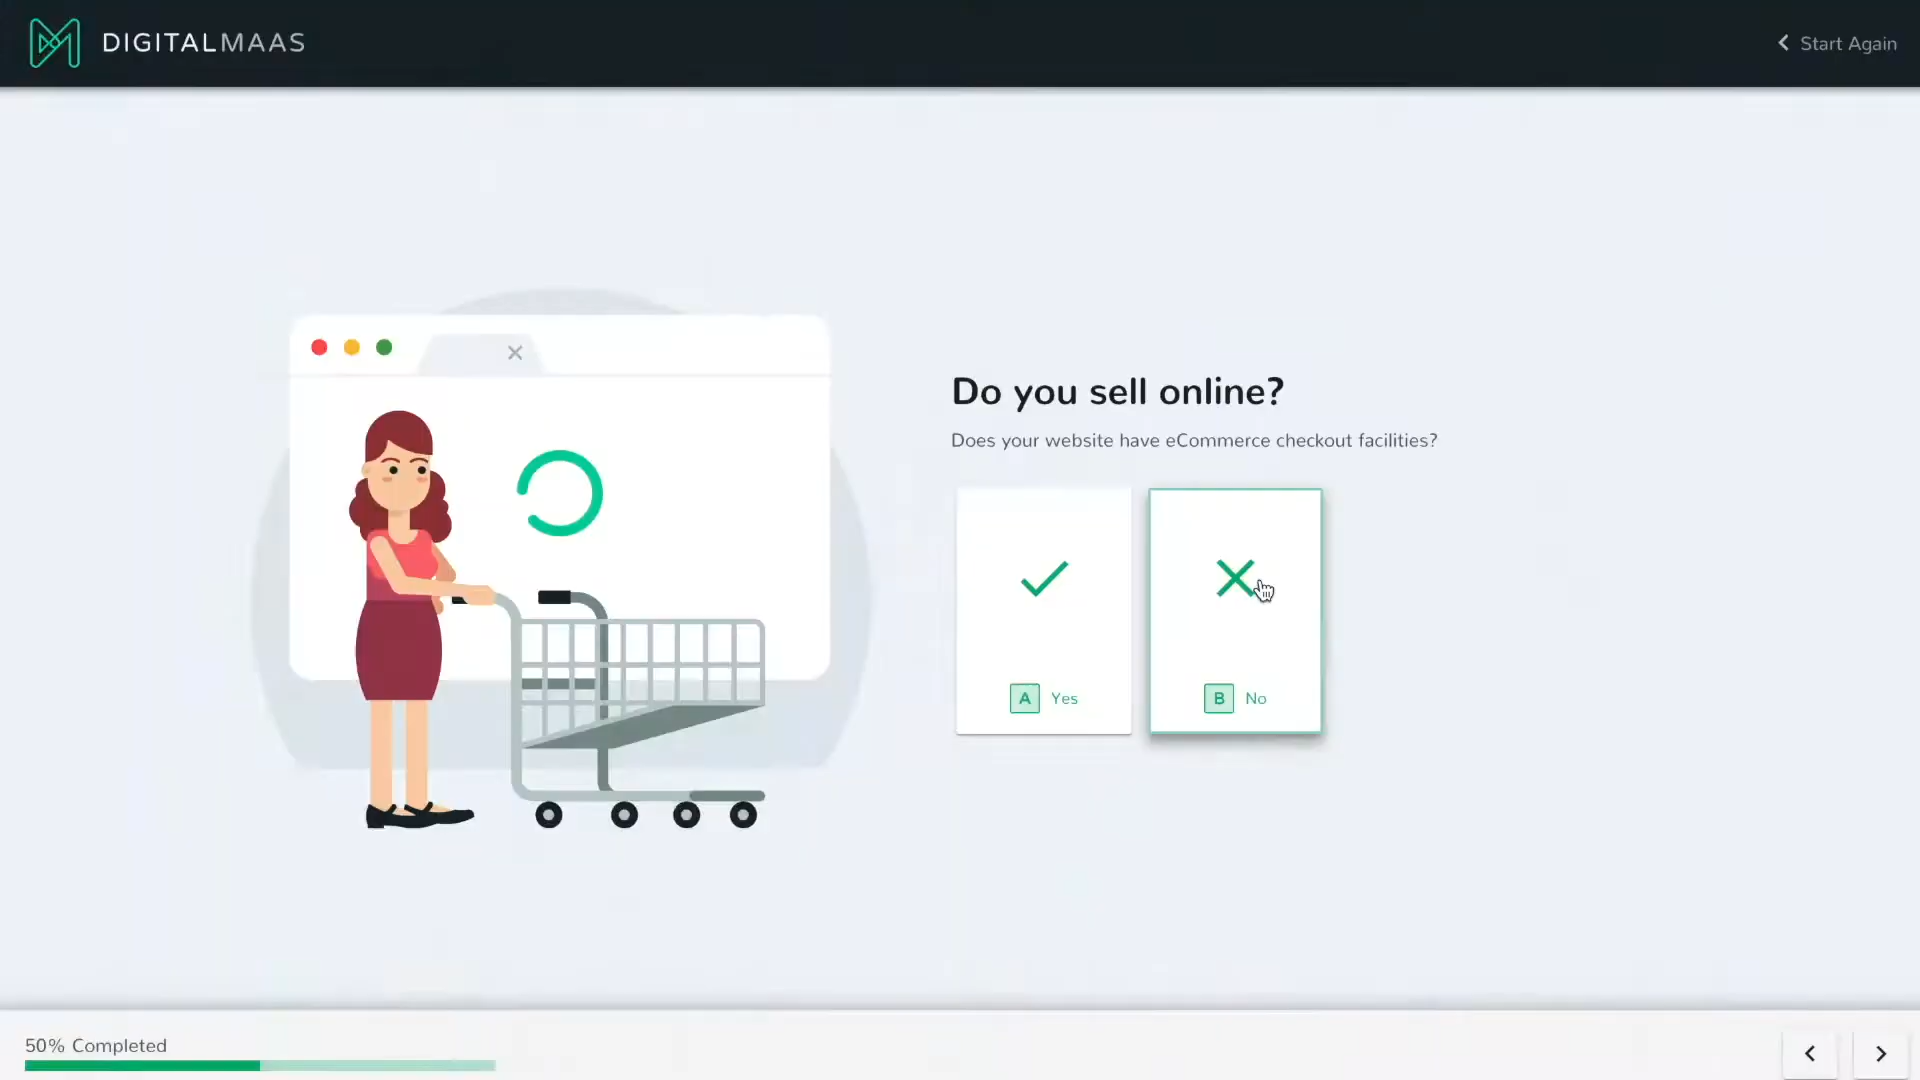 DIGITALMAAS
Start Again
Do you sell online?
Does your website have eCommerce checkout facilities?
A Yes
B No
50% Completed